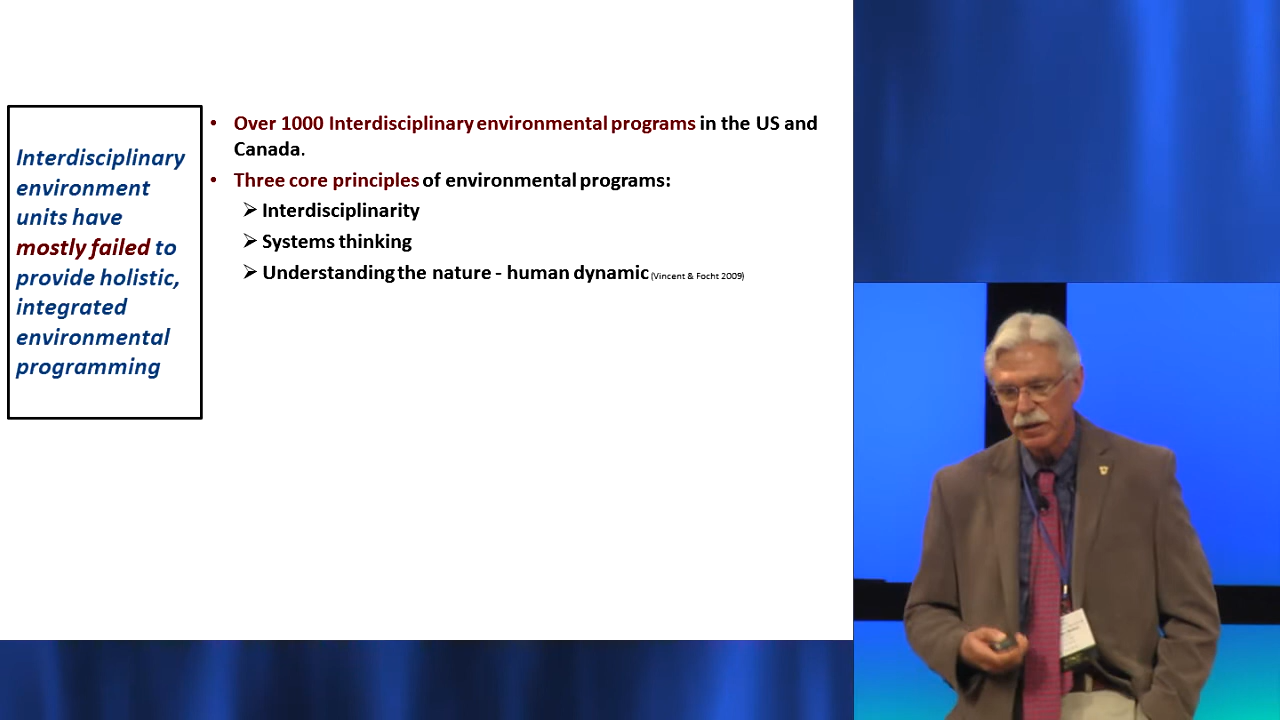 Interdisciplinary
environment
units have
mostly failed to
provide holistic,
integrated
environmental
programming
• Over 1000 Interdisciplinary environmental programs in the US and
Canada.
• Three core principles of environmental programs:
➢ Interdisciplinarity
➢ Systems thinking
➢ Understanding the nature - human dynamic (Vincent & Focht 2009)